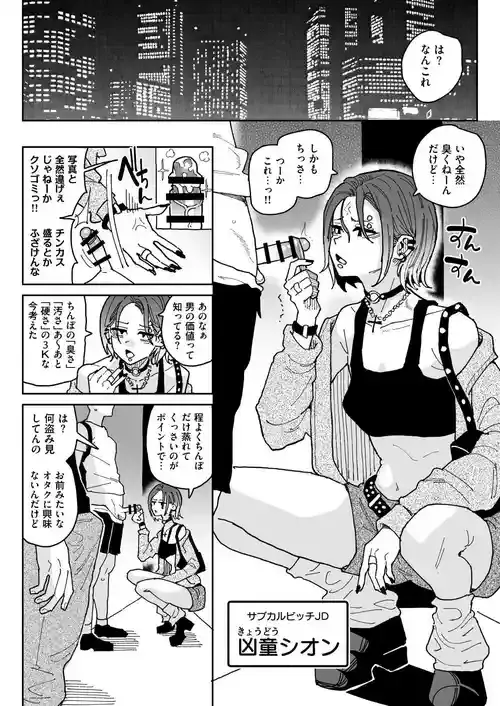 は？
なんこれ
いや全然
臭くねーん
だけど…
しかも
ちっさ…
つーか
これ…？！
すんすん
すんすん
写真と
全然違げぇ
じゃねーか
クソゴミっ!!
チンカス
盛るとか
ふざけんな
あのなぁ
男の価値って
知ってる？
ちんぽの「臭さ」
「汚さ」あ〜あと
「硬さ」の3Kな
今考えた
程よくちんぽ
だけ蒸れて
くっさいのが
ポイントで…
は？
何盗み見
してんの
お前みたいな
オタクに興味
ないんだけど
サブカルビッチJD
きょうどう
凶童シオン